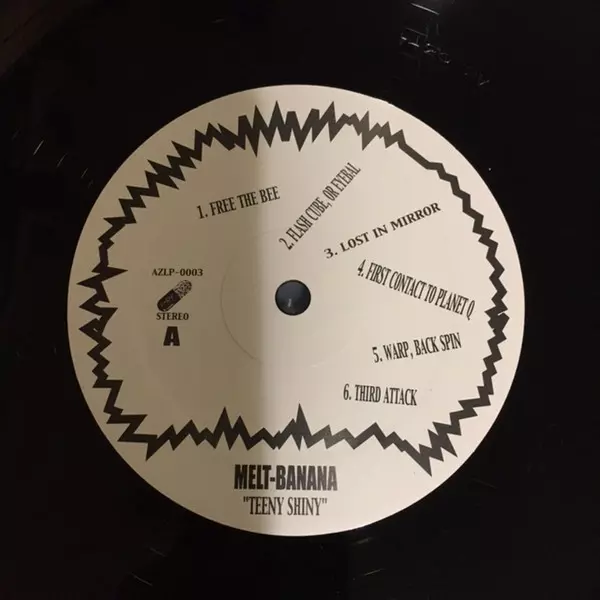 1. FREE THE BEE
2. FLASH CUBE, OR EYEBAL
3. LOST IN MIRROR
4. FIRST CONTACT TO PLANET Q
5. WARP, BACK SPIN
6. THIRD ATTACK
AZLP-0003
STEREO
A
MELT-BANANA
"TEENY SHINY"